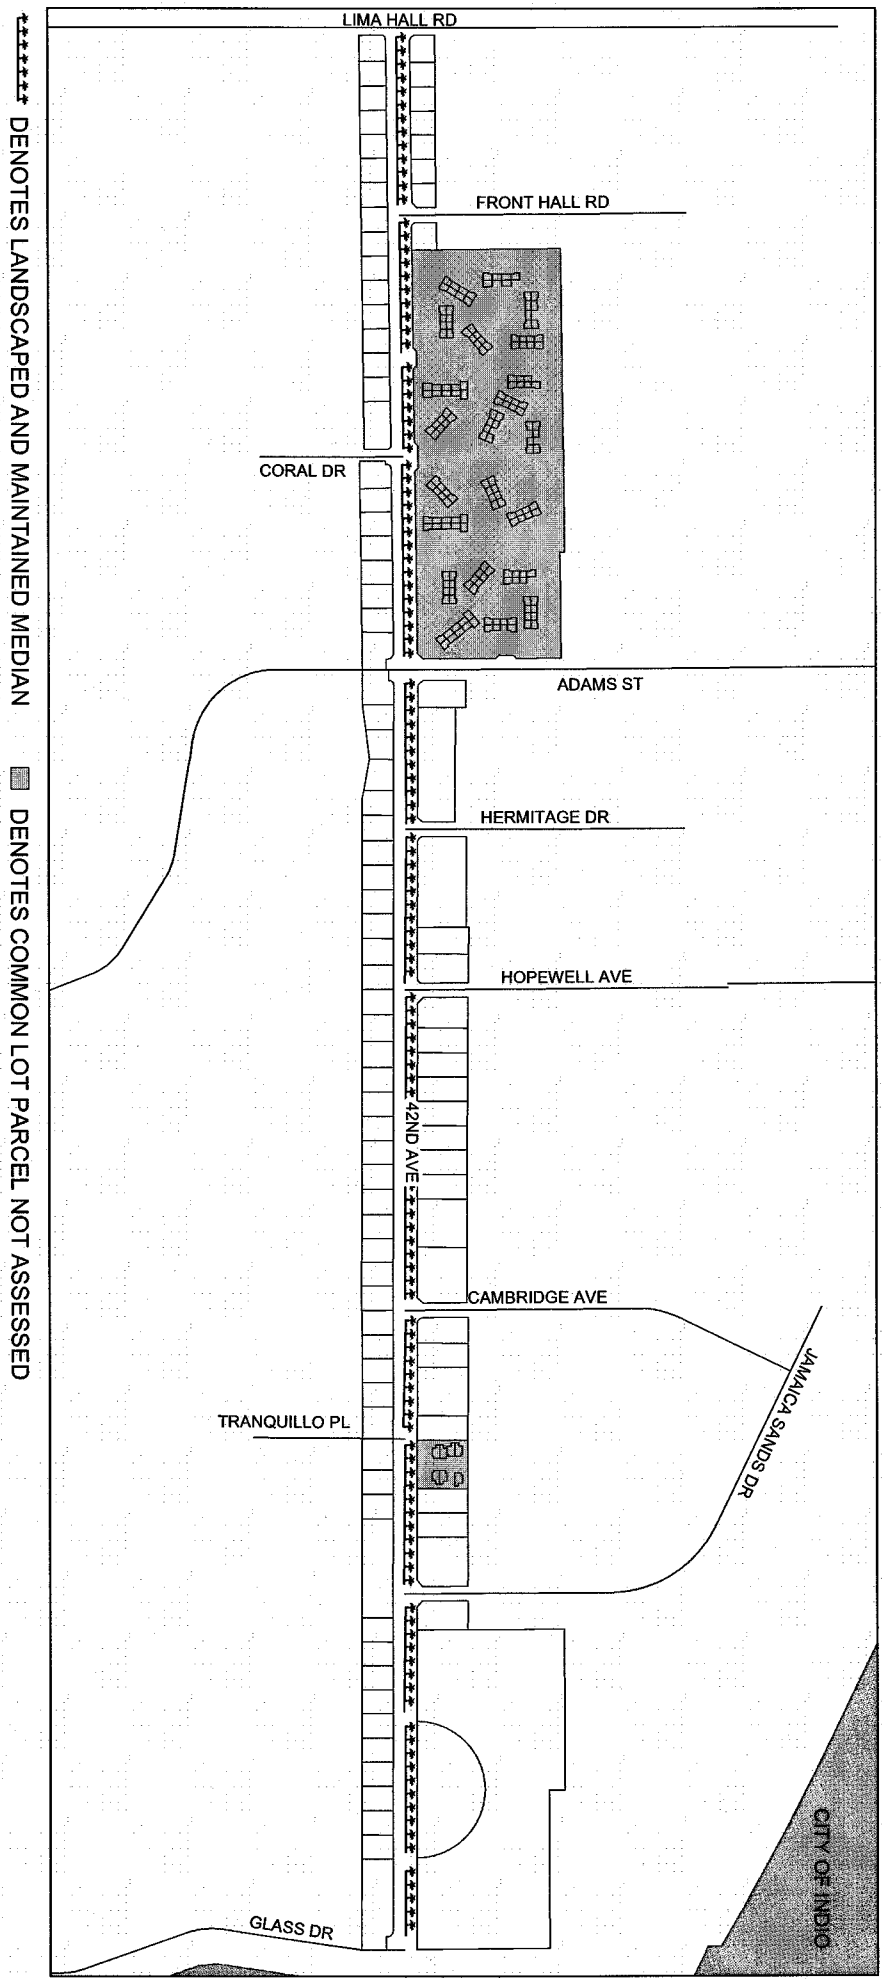 LIMA HALL RD
FRONT HALL RD
CORAL DR
ADAMS ST
HERMITAGE DR
HOPEWELL AVE
42ND AVE
CAMBRIDGE AVE
JAMAICA SANDS DR
TRANQUILLO PL
CITY OF INDIO
GLASS DR
DENOTES LANDSCAPED AND MAINTAINED MEDIAN
DENOTES COMMON LOT PARCEL NOT ASSESSED